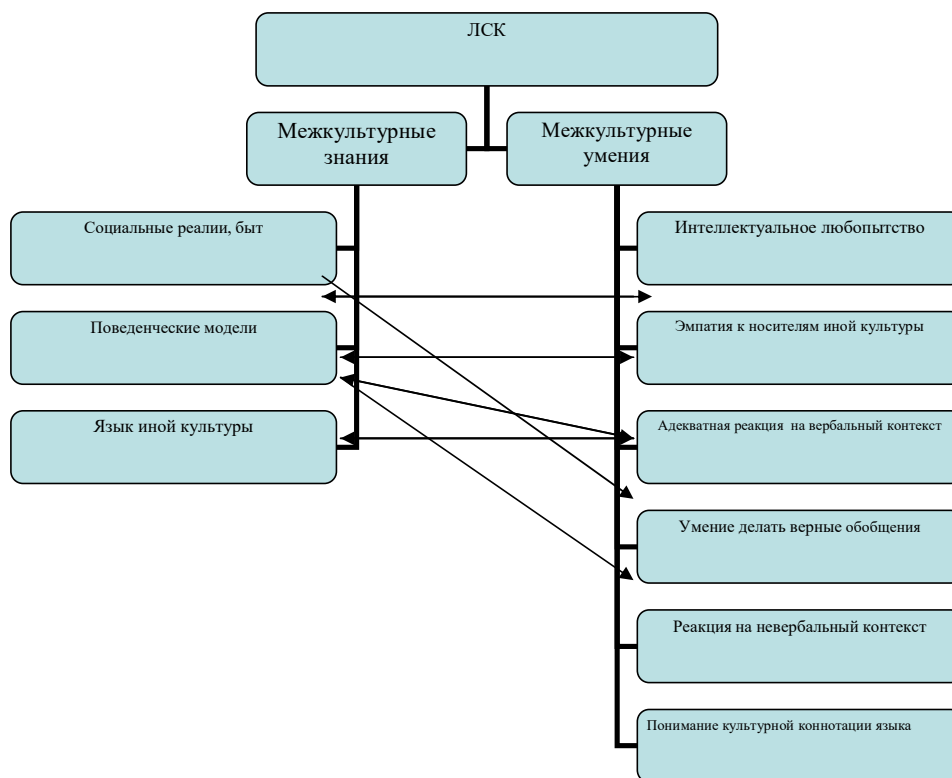 ЛСК
Межкультурные
знания
Межкультурные
умения
Социальные реалии, быт
Интеллектуальное любопытство
Поведенческие модели
Эмпатия к носителям иной культуры
Язык иной культуры
Адекватная реакция на вербальный контекст
Умение делать верные обобщения
Реакция на невербальный контекст
Понимание культурной коннотации языка